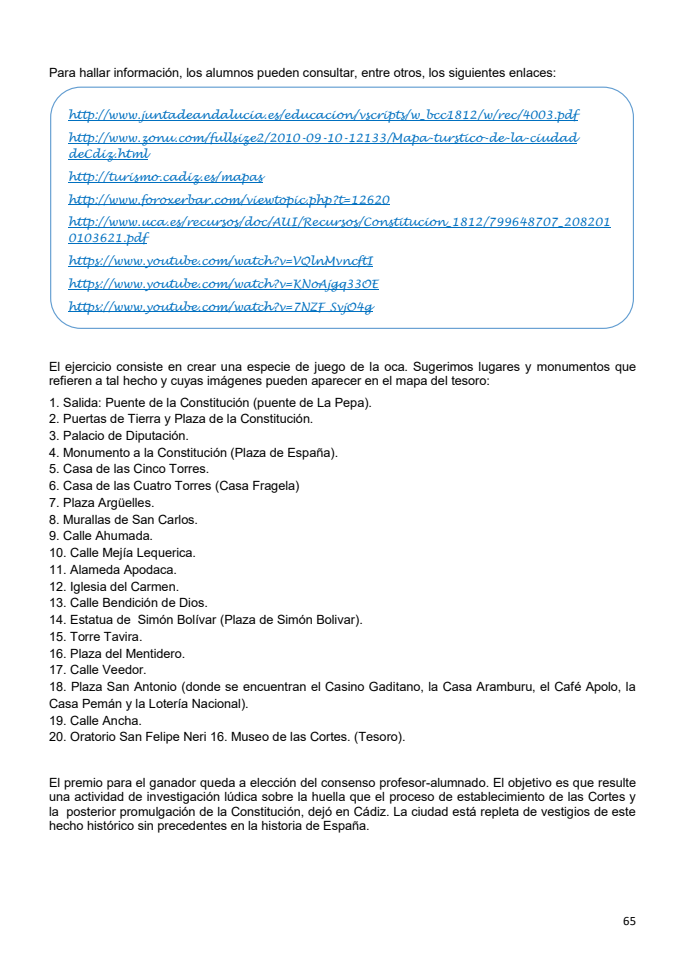 Para hallar información, los alumnos pueden consultar, entre otros, los siguientes enlaces:
http://www.juntadeandalucia.es/educacion/vscripts/w_bcc1812/w/rec/4003.pdf
http://www.zonu.com/fullsize2/2010-09-10-12133/Mapa-turstico-de-la-ciudad
deCdiz.html
http://turismo.cadiz.es/mapas
http://www.foroxerbar.com/viewtopic.php?t=12620
http://www.uca.es/recursos/doc/AUI/Recursos/Constitucion_1812/799648707_208201
0103621.pdf
https://www.youtube.com/watch?v=VQlnMvncftI
https://www.youtube.com/watch?v=KNoAjgq33OE
https://www.youtube.com/watch?v=7NZF_SvjO4g
El ejercicio consiste en crear una especie de juego de la oca. Sugerimos lugares y monumentos que
refieren a tal hecho y cuyas imágenes pueden aparecer en el mapa del tesoro:
1. Salida: Puente de la Constitución (puente de La Pepa).
2. Puertas de Tierra y Plaza de la Constitución.
3. Palacio de Diputación.
4. Monumento a la Constitución (Plaza de España).
5. Casa de las Cinco Torres.
6. Casa de las Cuatro Torres (Casa Fragela)
7. Plaza Argüelles.
8. Murallas de San Carlos.
9. Calle Ahumada.
10. Calle Mejía Lequerica.
11. Alameda Apodaca.
12. Iglesia del Carmen.
13. Calle Bendición de Dios.
14. Estatua de  Simón Bolívar (Plaza de Simón Bolivar).
15. Torre Tavira.
16. Plaza del Mentidero.
17. Calle Veedor.
18. Plaza San Antonio (donde se encuentran el Casino Gaditano, la Casa Aramburu, el Café Apolo, la
Casa Pemán y la Lotería Nacional).
19. Calle Ancha.
20. Oratorio San Felipe Neri 16. Museo de las Cortes. (Tesoro).
El premio para el ganador queda a elección del consenso profesor-alumnado. El objetivo es que resulte
una actividad de investigación lúdica sobre la huella que el proceso de establecimiento de las Cortes y
la  posterior promulgación de la Constitución, dejó en Cádiz. La ciudad está repleta de vestigios de este
hecho histórico sin precedentes en la historia de España.
65